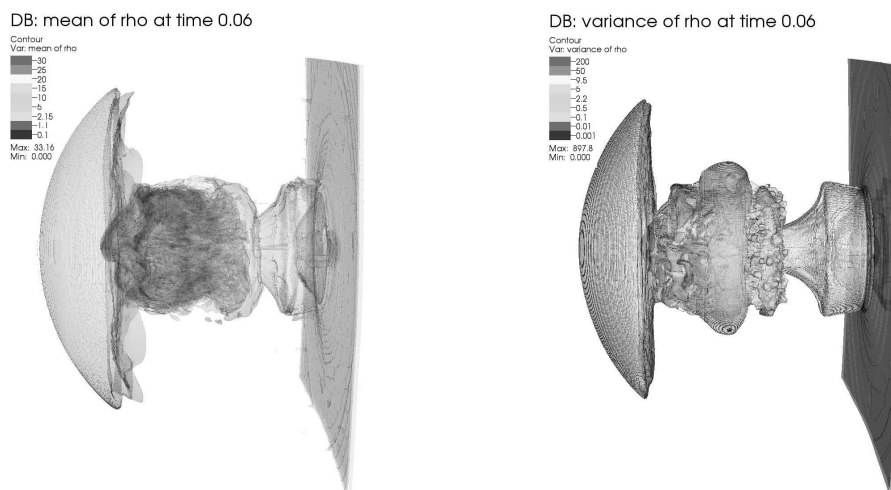 DB: mean of rho at time 0.06
Contour
Var: mean of rho
30
25
20
15
10
5
2.15
1.1
0.1
Max: 33.16
Min: 0.000
DB: variance of rho at time 0.06
Contour
Var: variance of rho
200
50
9.5
5
2.2
0.5
0.1
0.01
0.001
Max: 897.8
Min: 0.000